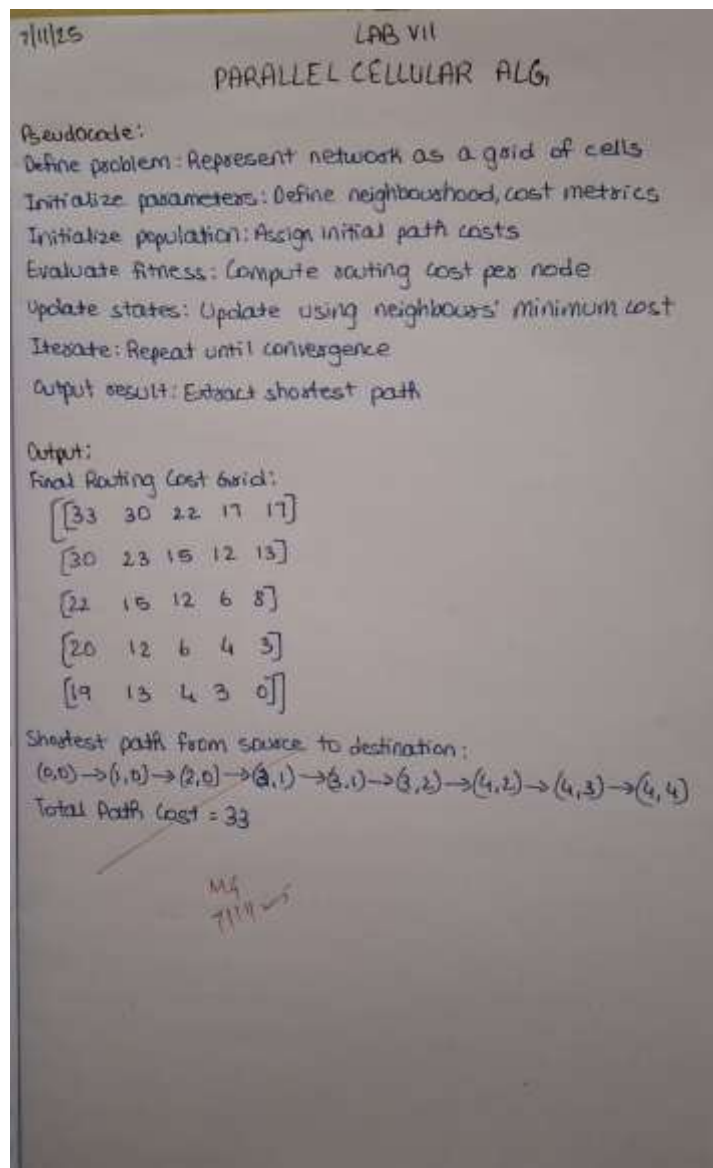 7/11/25
LAB VII
PARALLEL CELLULAR ALG,
Pseudocode:
Define problem: Represent network as a grid of cells
Initialize parameters: Define neighbourhood, cost metrics
Initialize population: Assign initial path costs
Evaluate fitness: Compute routing cost per node
Update states: Update using neighbours' minimum cost
Iterate: Repeat until convergence
Output result: Extract shortest path
Output:
Final Routing Cost Grid:
[[33 30 22 17 17]
[30 23 15 12 13]
[22 15 12 6 8]
[20 12 6 4 3]
[19 13 4 3 0]]
Shortest path from source to destination:
(0,0)→(1,0)→(2,0)→(2,1)→(3,1)→(3,2)→(4,2)→(4,3)→(4,4)
Total Path Cost = 33